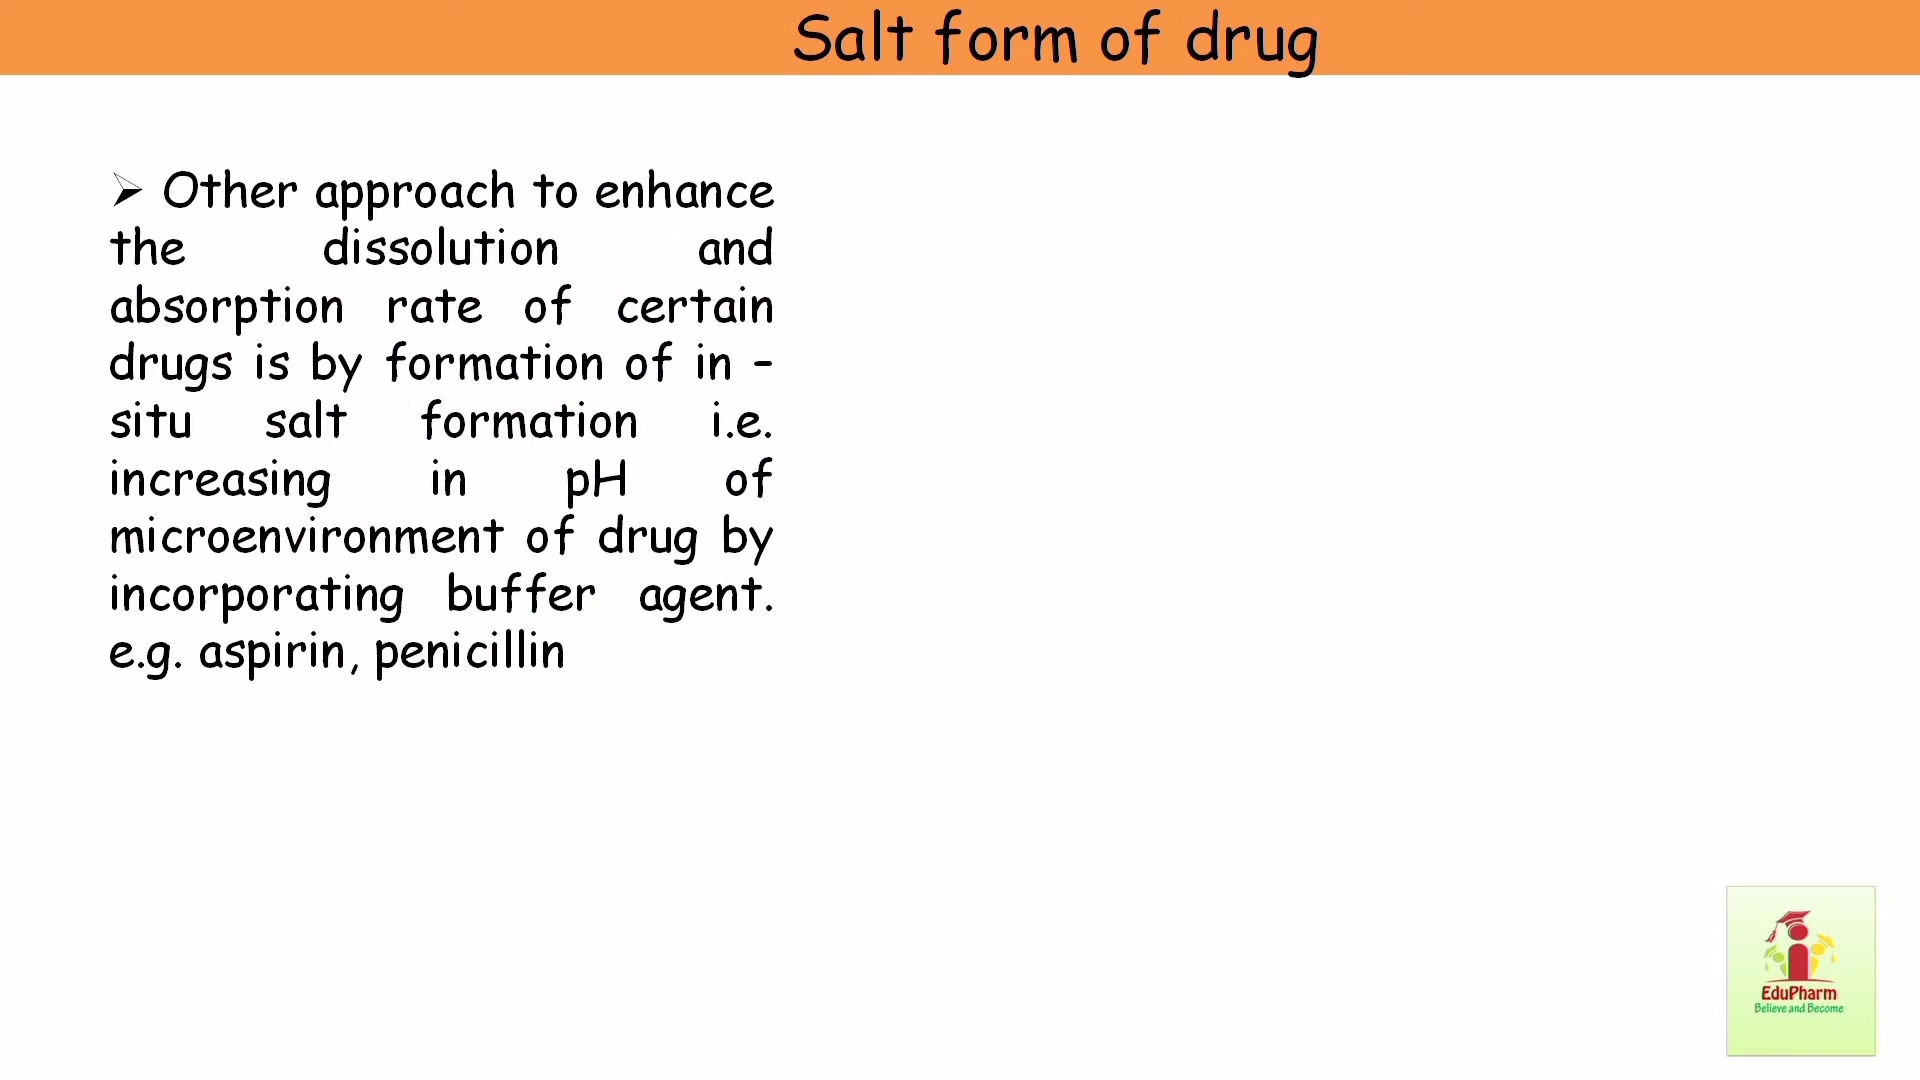 Salt form of drug
➢ Other approach to enhance
the dissolution and
absorption rate of certain
drugs is by formation of in –
situ salt formation i.e.
increasing in pH of
microenvironment of drug by
incorporating buffer agent.
e.g. aspirin, penicillin
EduPharm
Believe and Become